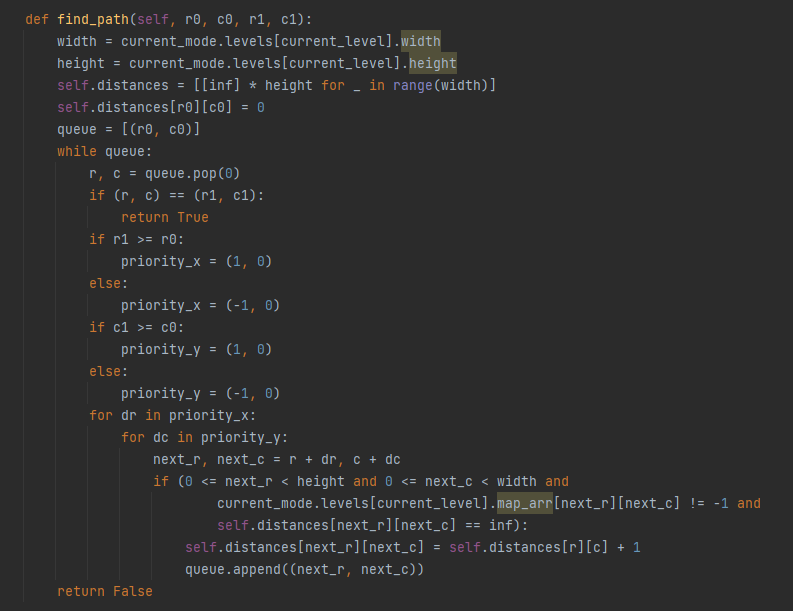 def find_path(self, r0, c0, r1, c1):
    width = current_mode.levels[current_level].width
    height = current_mode.levels[current_level].height
    self.distances = [[inf] * height for _ in range(width)]
    self.distances[r0][c0] = 0
    queue = [(r0, c0)]
    while queue:
        r, c = queue.pop(0)
        if (r, c) == (r1, c1):
            return True
        if r1 >= r0:
            priority_x = (1, 0)
        else:
            priority_x = (-1, 0)
        if c1 >= c0:
            priority_y = (1, 0)
        else:
            priority_y = (-1, 0)
        for dr in priority_x:
            for dc in priority_y:
                next_r, next_c = r + dr, c + dc
                if (0 <= next_r < height and 0 <= next_c < width and
                        current_mode.levels[current_level].map_arr[next_r][next_c] != -1 and
                        self.distances[next_r][next_c] == inf):
                    self.distances[next_r][next_c] = self.distances[r][c] + 1
                    queue.append((next_r, next_c))
    return False